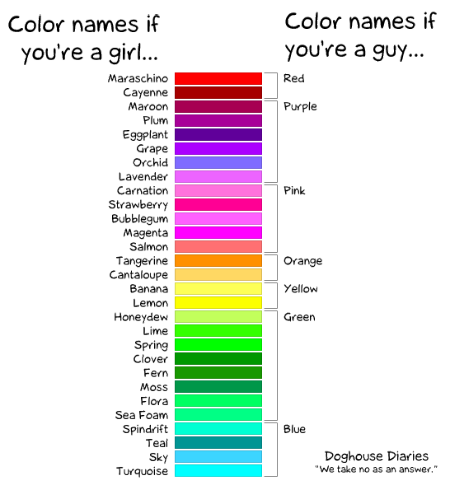 Color names if
you're a girl...
Color names if
you're a guy...
Maraschino
Red
Cayenne
Maroon
Purple
Plum
Eggplant
Grape
Orchid
Lavender
Carnation
Pink
Strawberry
Bubblegum
Magenta
Salmon
Tangerine
Orange
Cantaloupe
Banana
Yellow
Lemon
Honeydew
Green
Lime
Spring
Clover
Fern
Moss
Flora
Sea Foam
Spindrift
Blue
Teal
Sky
Turquoise
Doghouse Diaries
"We take no as an answer."